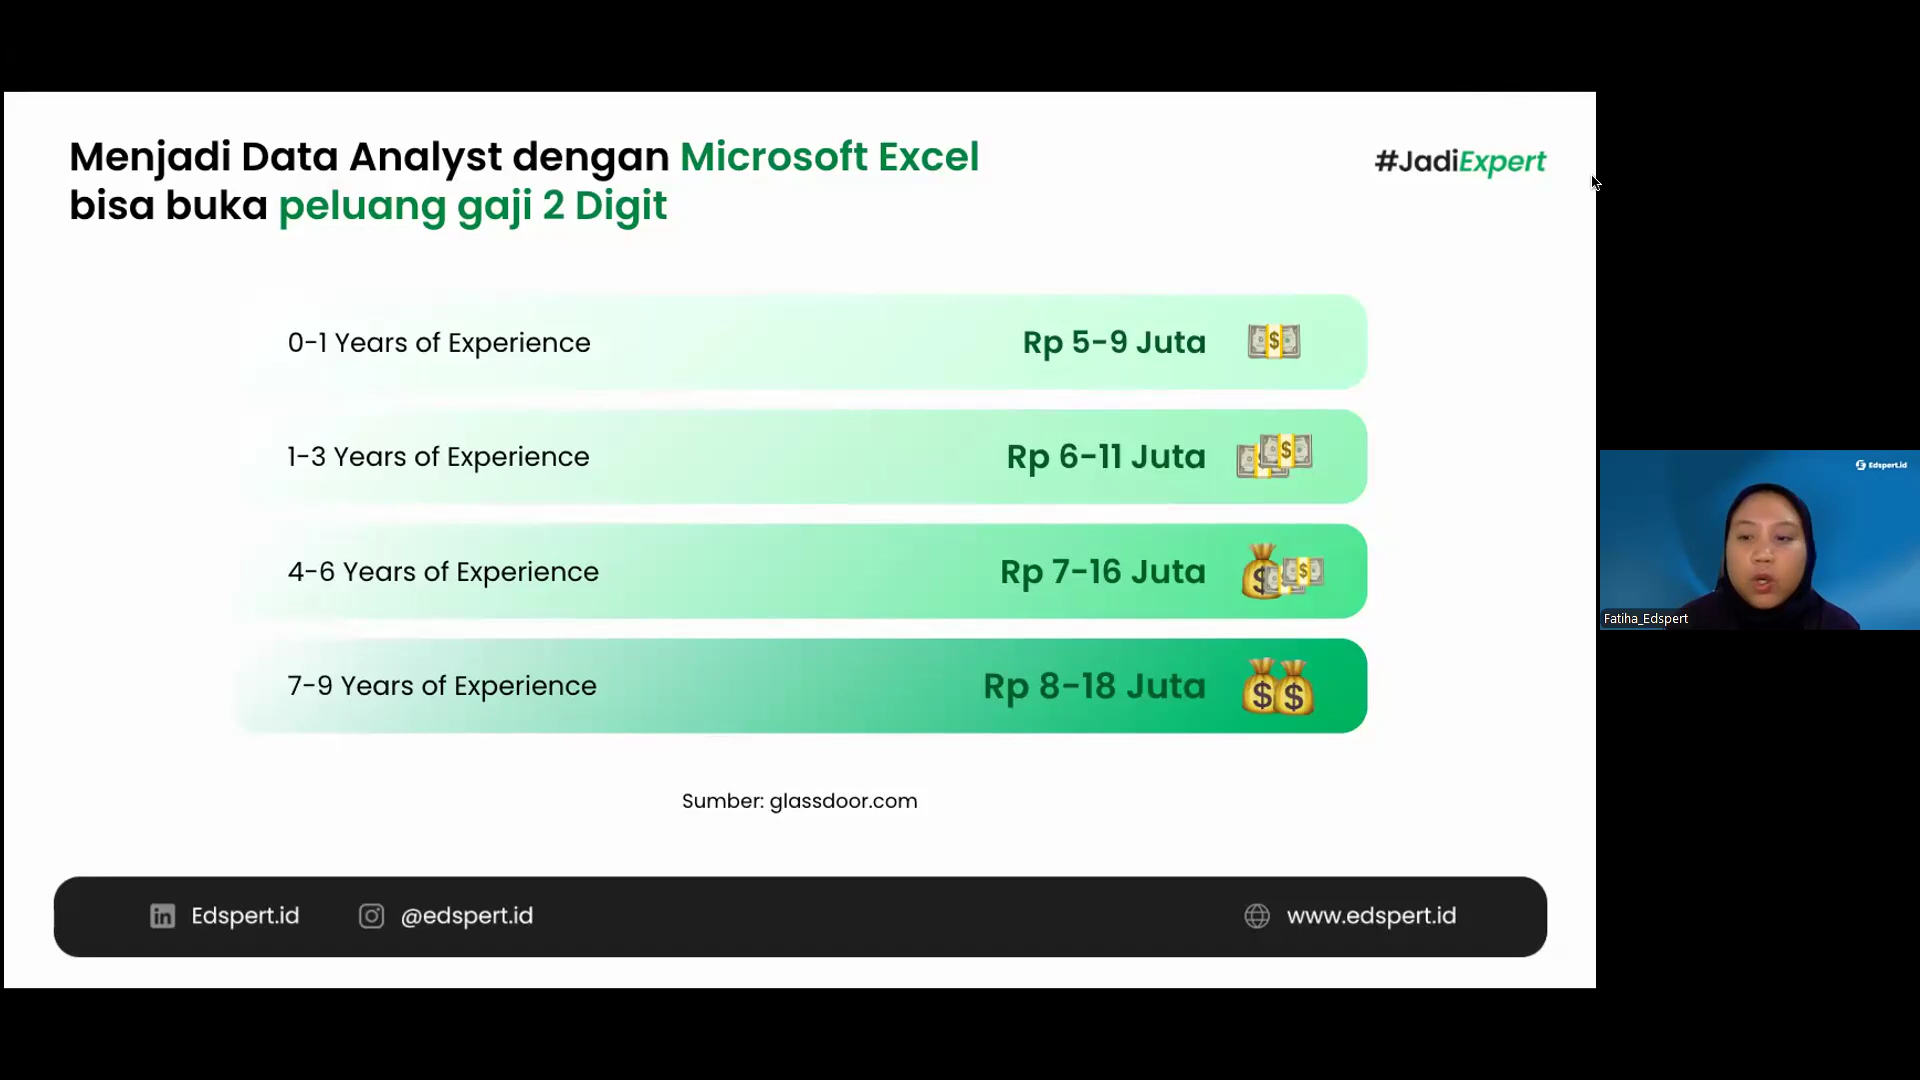 Menjadi Data Analyst dengan Microsoft Excel
bisa buka peluang gaji 2 Digit
#JadiExpert
0-1 Years of Experience
Rp 5-9 Juta
1-3 Years of Experience
Rp 6-11 Juta
4-6 Years of Experience
Rp 7-16 Juta
7-9 Years of Experience
Rp 8-18 Juta
Sumber: glassdoor.com
Edspert.id
@edspert.id
www.edspert.id
Edspert.id
Fatiha_Edspert